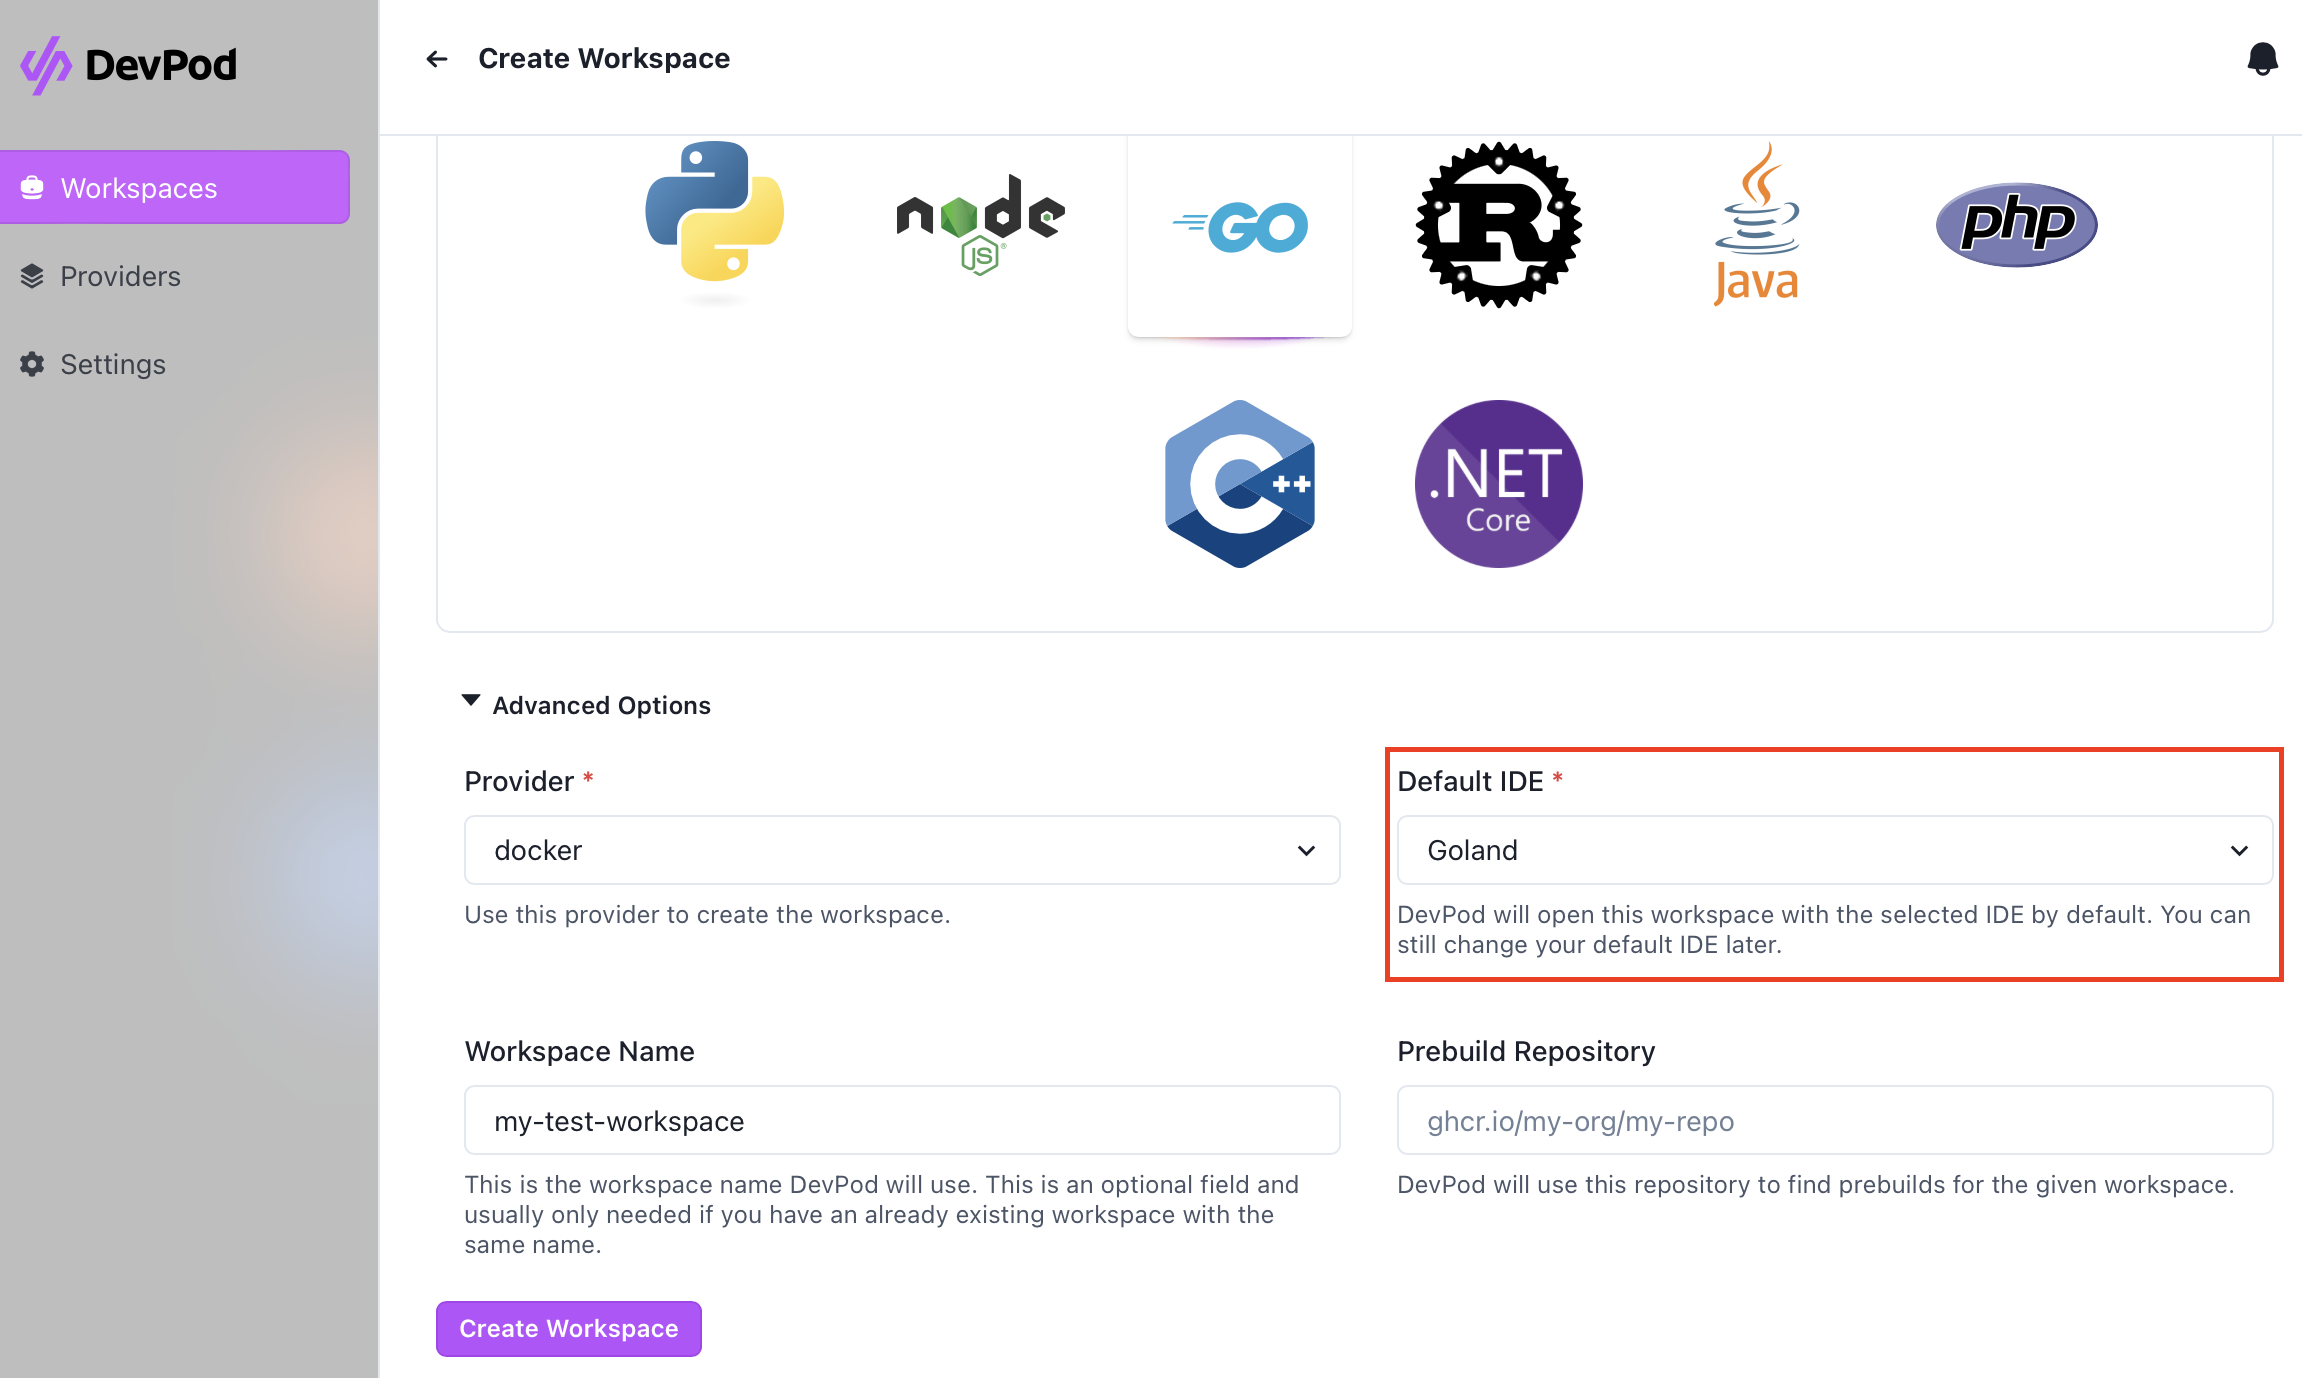 DevPod
Create Workspace
Workspaces
Providers
Settings
node
JS
GO
R
Java
php
C++
.NET
Core
Advanced Options
Provider *
docker
Use this provider to create the workspace.
Default IDE *
Goland
DevPod will open this workspace with the selected IDE by default. You can
still change your default IDE later.
Workspace Name
my-test-workspace
This is the workspace name DevPod will use. This is an optional field and
usually only needed if you have an already existing workspace with the
same name.
Prebuild Repository
ghcr.io/my-org/my-repo
DevPod will use this repository to find prebuilds for the given workspace.
Create Workspace